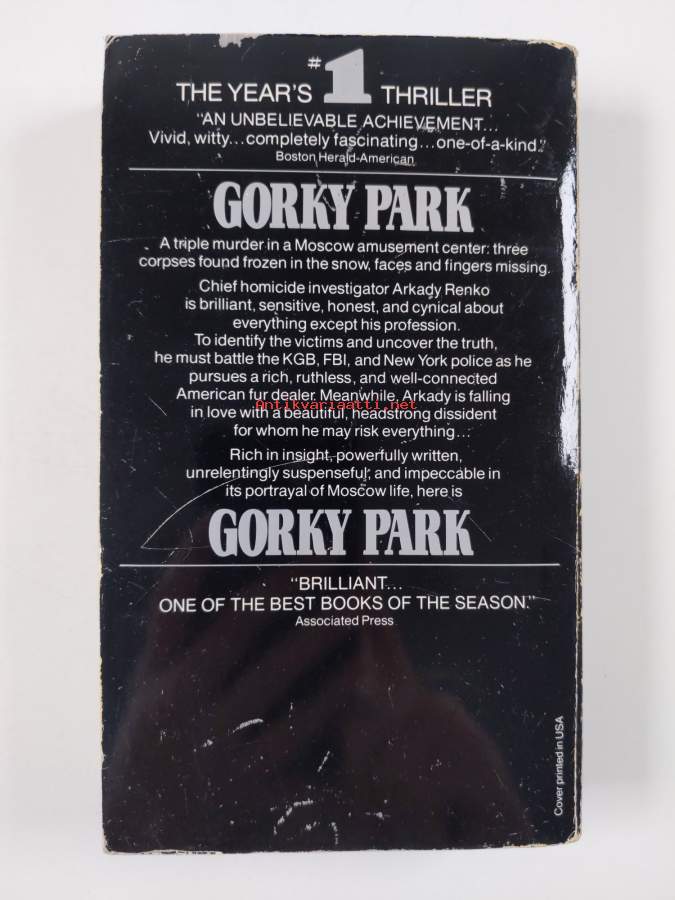 THE YEAR'S #1 THRILLER
"AN UNBELIEVABLE ACHIEVEMENT...
Vivid, witty...completely fascinating...one-of-a-kind."
Boston Herald-American
GORKY PARK
A triple murder in a Moscow amusement center: three
corpses found frozen in the snow, faces and fingers missing.
Chief homicide investigator Arkady Renko
is brilliant, sensitive, honest, and cynical about
everything except his profession.
To identify the victims and uncover the truth,
he must battle the KGB, FBI, and New York police as he
pursues a rich, ruthless, and well-connected
American fur dealer. Meanwhile, Arkady is falling
Antikvariaatti.net
in love with a beautiful, headstrong dissident
for whom he may risk everything...
Rich in insight, powerfully written,
unrelentingly suspenseful, and impeccable in
its portrayal of Moscow life, here is
GORKY PARK
"BRILLIANT...
ONE OF THE BEST BOOKS OF THE SEASON."
Associated Press
Cover printed in USA